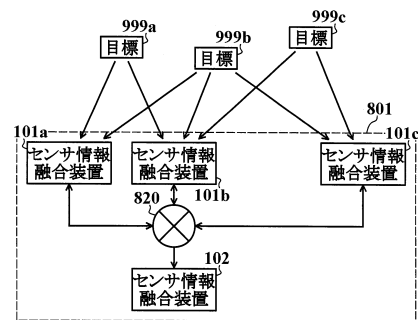 999a
目標
999b
目標
999c
目標
801
101a
センサ情報
融合装置
センサ情報
融合装置
101b
101c
センサ情報
融合装置
820
102
センサ情報
融合装置